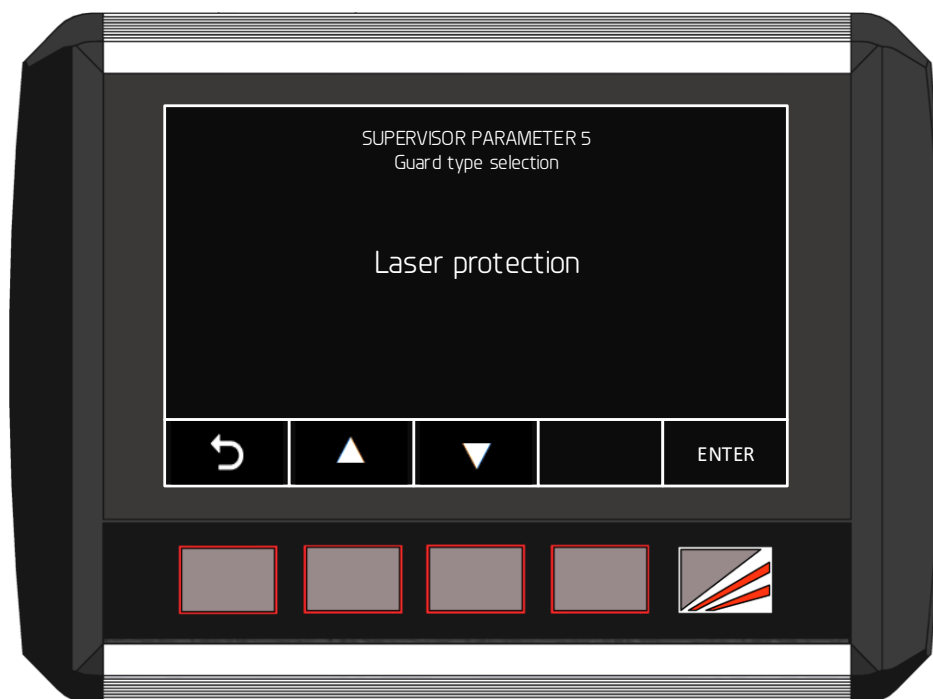 SUPERVISOR PARAMETER 5
Guard type selection
Laser protection
ENTER